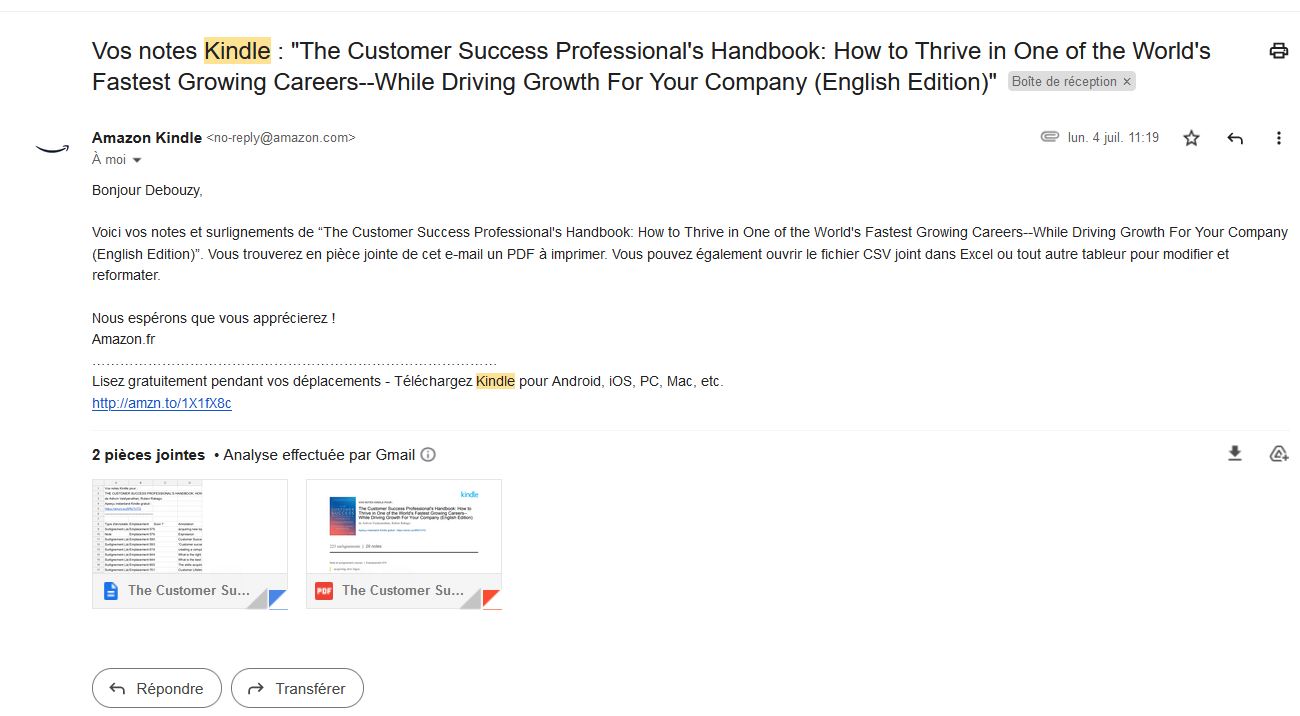 Vos notes Kindle : "The Customer Success Professional's Handbook: How to Thrive in One of the World's
Fastest Growing Careers--While Driving Growth For Your Company (English Edition)" Boîte de réception ×
Amazon Kindle <no-reply@amazon.com>
lun. 4 juil. 11:19
À moi
Bonjour Debouzy,
Voici vos notes et surlignements de “The Customer Success Professional's Handbook: How to Thrive in One of the World's Fastest Growing Careers--While Driving Growth For Your Company
(English Edition)”. Vous trouverez en pièce jointe de cet e-mail un PDF à imprimer. Vous pouvez également ouvrir le fichier CSV joint dans Excel ou tout autre tableur pour modifier et
reformater.
Nous espérons que vous apprécierez !
Amazon.fr
Lisez gratuitement pendant vos déplacements - Téléchargez Kindle pour Android, iOS, PC, Mac, etc.
http://amzn.to/1X1fX8c
2 pièces jointes • Analyse effectuée par Gmail
kindle
The Customer Success Professional's Handbook: How to
Thrive in One of the World's Fastest Growing Careers--
While Driving Growth For Your Company (English Edition)
The Customer Su...
PDF The Customer Su...
Répondre
Transférer